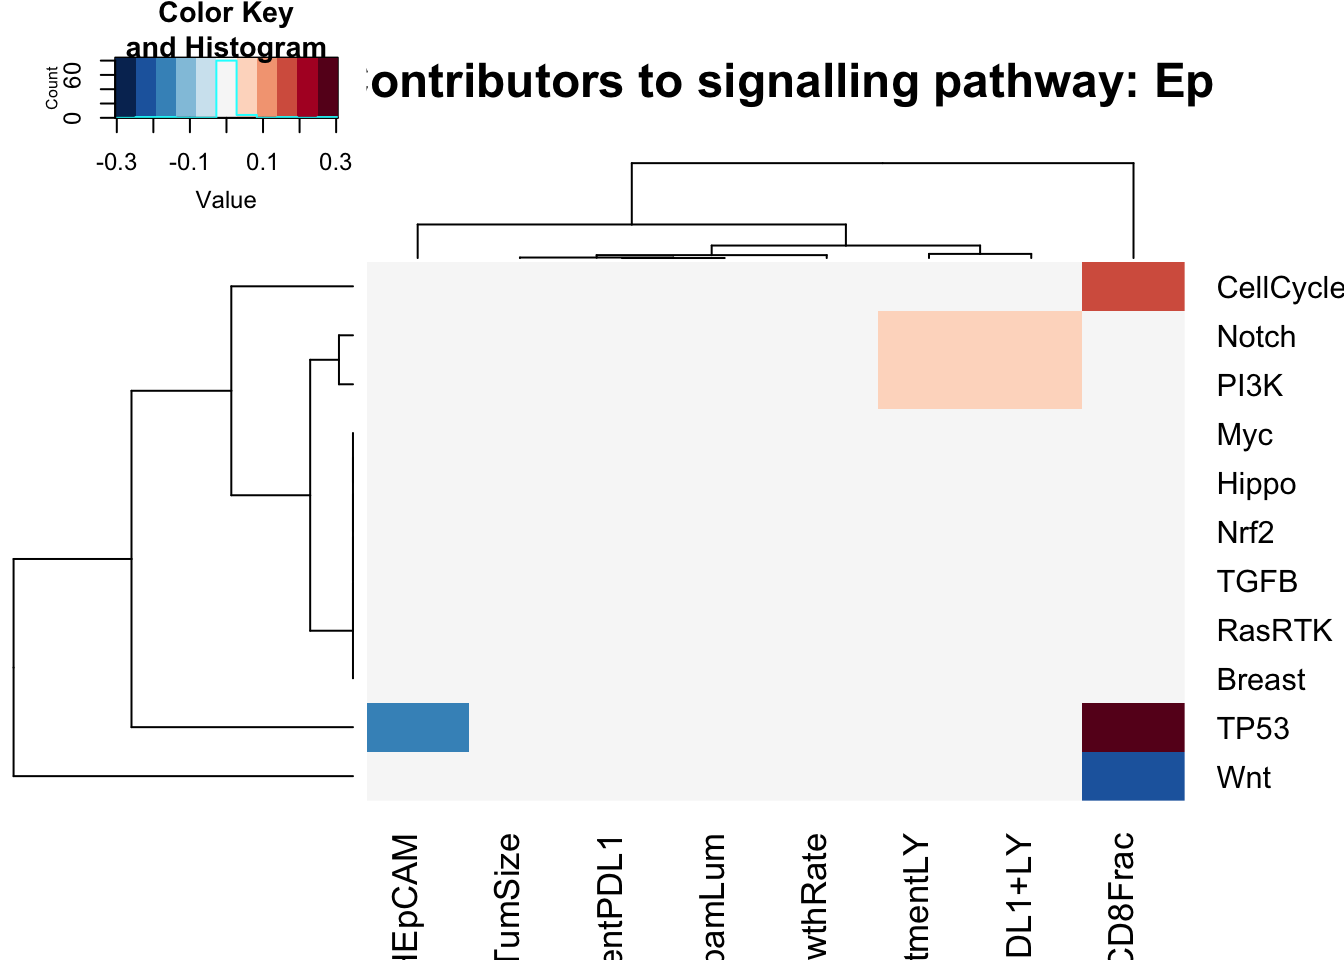 Color Key
and Histogram
Count
0
60
-0.3
-0.1
0.1
0.3
Value
ontributors to signalling pathway: Ep
CellCycle
Notch
PI3K
Myc
Hippo
Nrf2
TGFB
RasRTK
Breast
TP53
Wnt
HEpCAM
TumSize
entPDL1
pamLum
wthRate
tmentLY
DL1+LY
CD8Frac